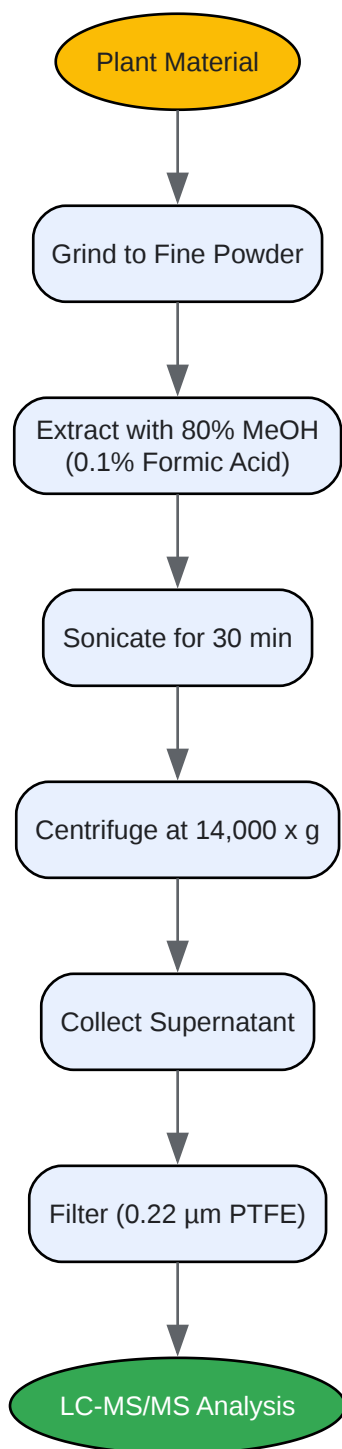 Plant Material
Grind to Fine Powder
Extract with 80% MeOH
(0.1% Formic Acid)
Sonicate for 30 min
Centrifuge at 14,000 x g
Collect Supernatant
Filter (0.22 µm PTFE)
LC-MS/MS Analysis